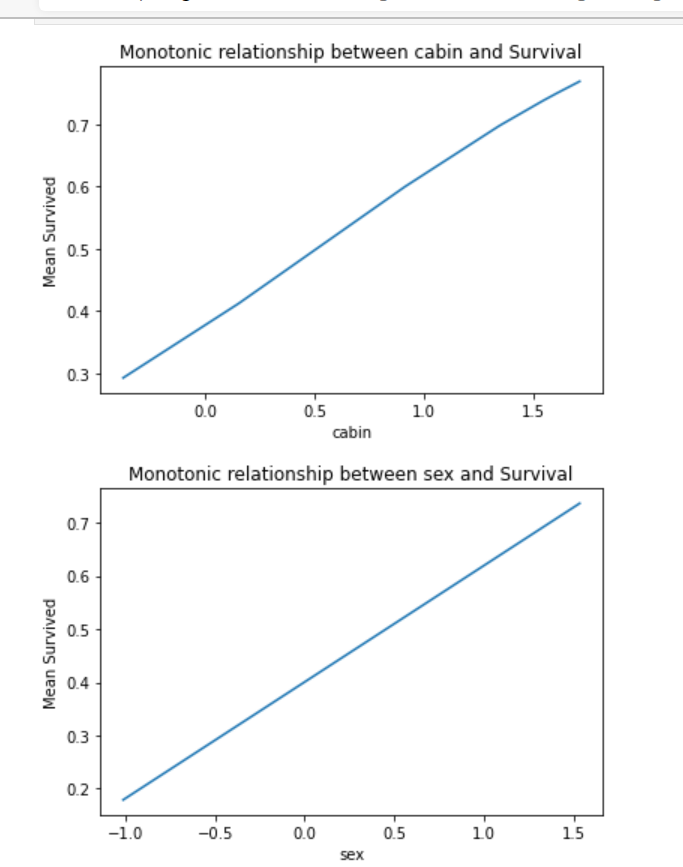 Monotonic relationship between cabin and Survival
0.7
0.6
0.5
0.4
0.3
Mean Survived
0.0 0.5 1.0 1.5
cabin
Monotonic relationship between sex and Survival
0.7
0.6
0.5
0.4
0.3
0.2
Mean Survived
−1.0 −0.5 0.0 0.5 1.0 1.5
sex